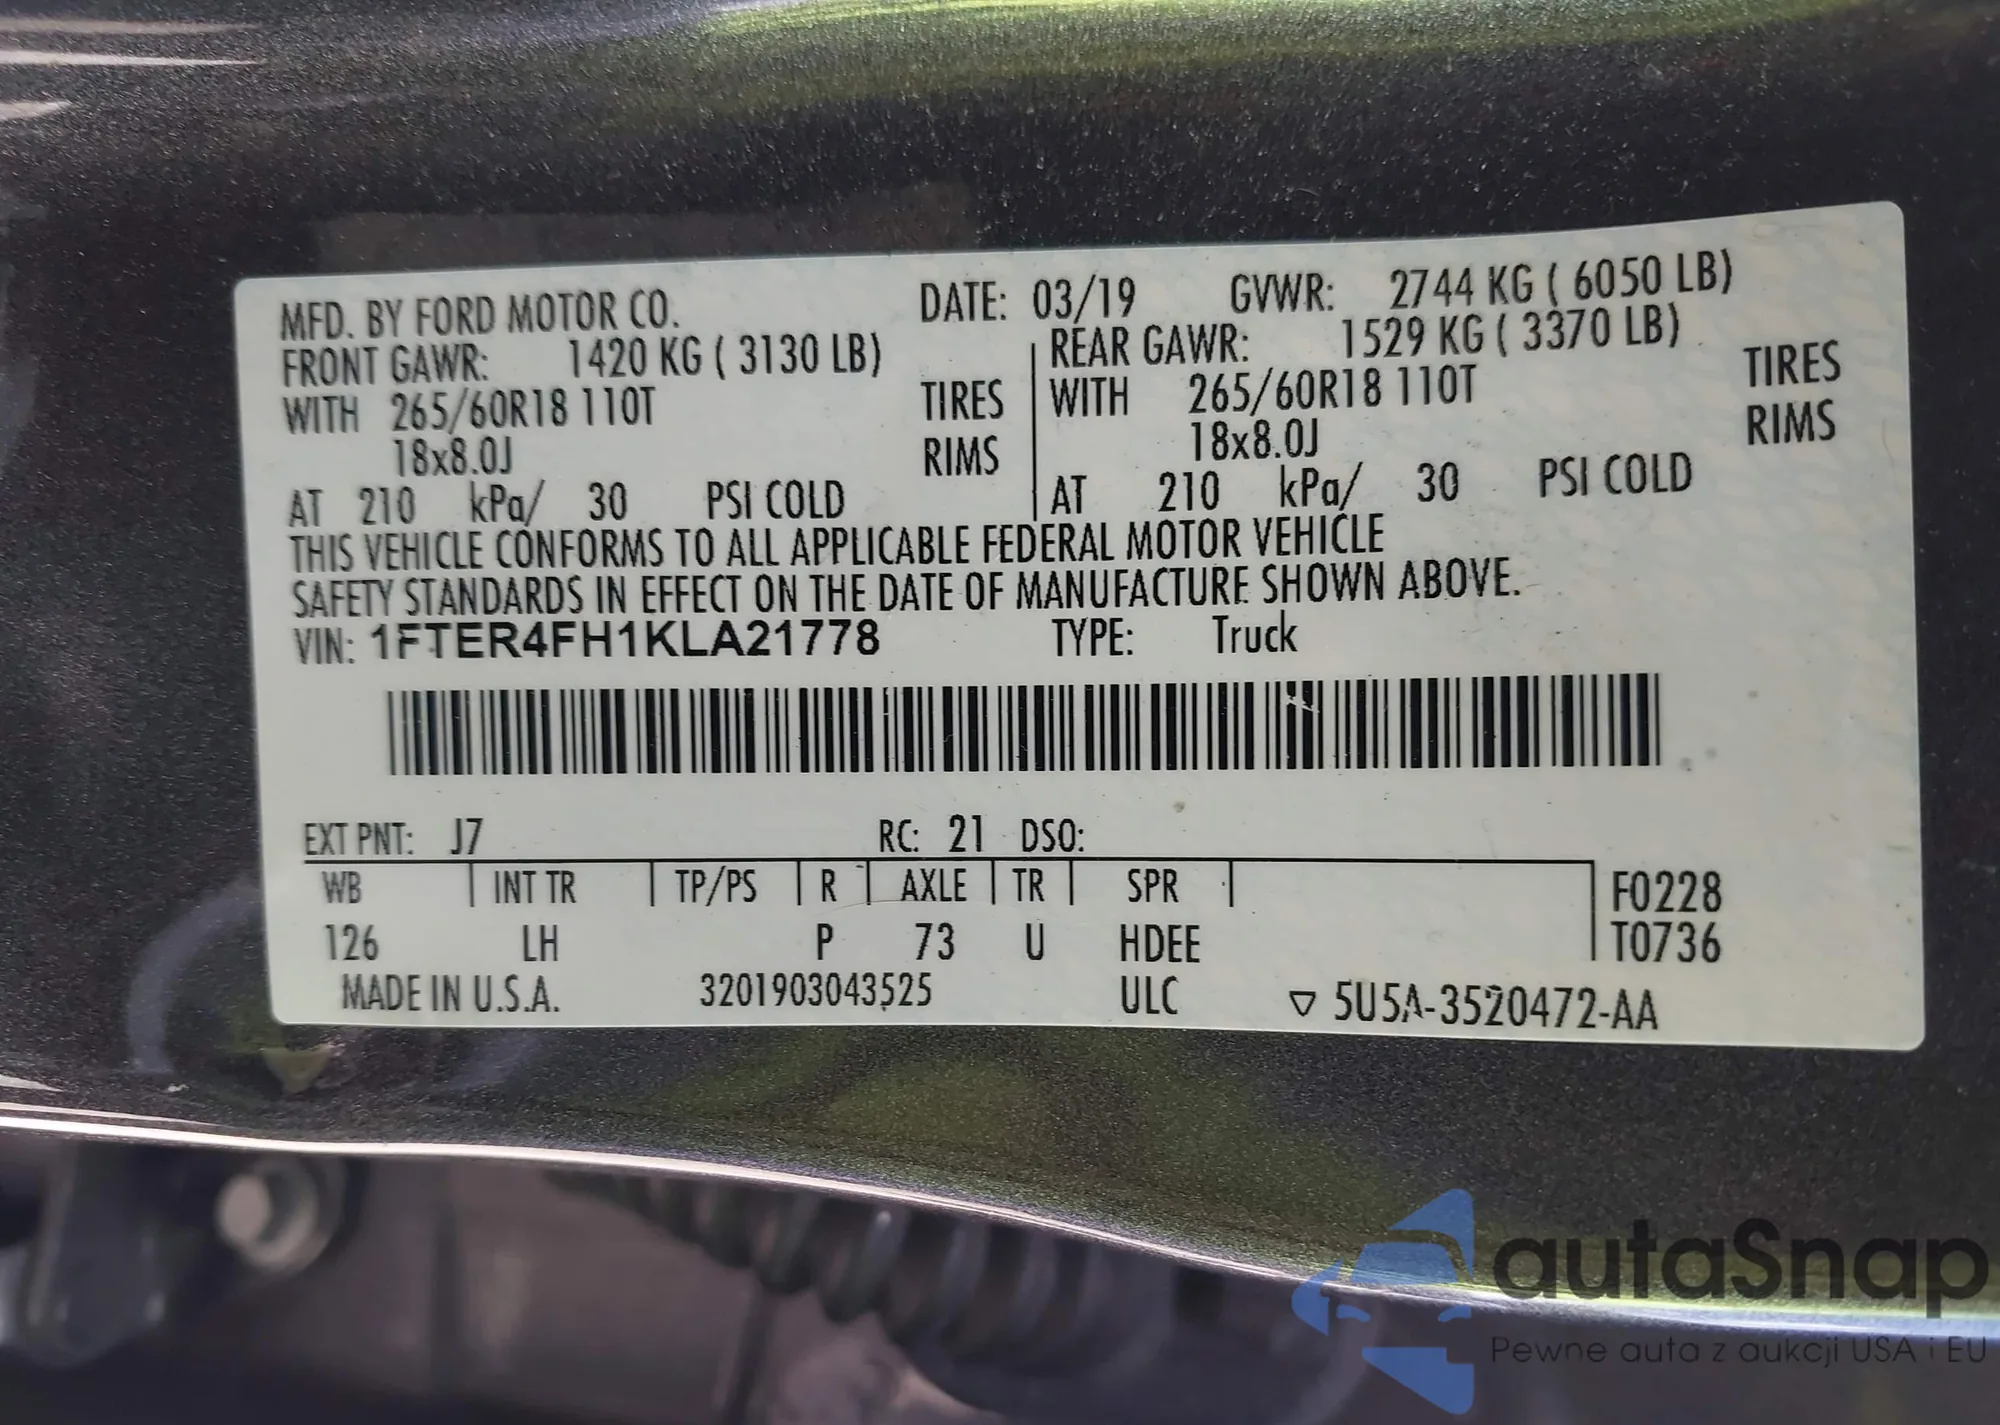 MFD. BY FORD MOTOR CO. DATE: 03/19 GVWR: 2744 KG ( 6050 LB)
FRONT GAWR: 1420 KG ( 3130 LB) REAR GAWR: 1529 KG ( 3370 LB)
WITH 265/60R18 110T TIRES WITH 265/60R18 110T TIRES
18x8.0J RIMS 18x8.0J RIMS
AT 210 kPa/ 30 PSI COLD AT 210 kPa/ 30 PSI COLD
THIS VEHICLE CONFORMS TO ALL APPLICABLE FEDERAL MOTOR VEHICLE
SAFETY STANDARDS IN EFFECT ON THE DATE OF MANUFACTURE SHOWN ABOVE.
VIN: 1FTER4FH1KLA21778 TYPE: Truck
EXT PNT: J7 RC: 21 DSO:
WB INT TR TP/PS R AXLE TR SPR F0228
126 LH P 73 U HDEE T0736
MADE IN U.S.A. 3201903043525 ULC ▽ 5U5A-3520472-AA
autaSnap
Pewne auta z aukcji USA i EU